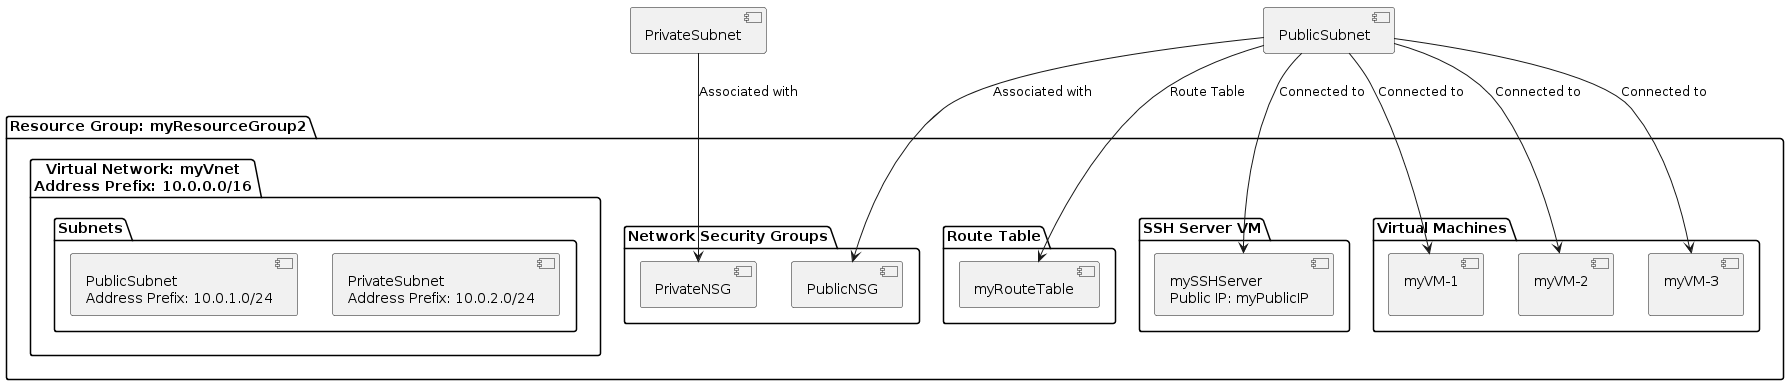 PrivateSubnet
PublicSubnet
Associated with
Associated with
Route Table
Connected to
Connected to
Connected to
Connected to
Resource Group: myResourceGroup2
Virtual Network: myVnet
Address Prefix: 10.0.0.0/16
Subnets
PublicSubnet
Address Prefix: 10.0.1.0/24
PrivateSubnet
Address Prefix: 10.0.2.0/24
Network Security Groups
PrivateNSG
PublicNSG
Route Table
myRouteTable
SSH Server VM
mySSHServer
Public IP: myPublicIP
Virtual Machines
myVM-1
myVM-2
myVM-3